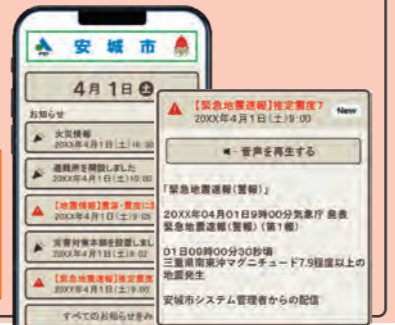 安城市
4月1日土
お知らせ
火災情報
20XX年4月1日(土)10:30
避難所を開設しました
20XX年4月1日(土)10:00
【地震情報】震源・震度に
20XX年4月1日(土)9:05
災害対策本部を設置しまし
20XX年4月1日(土)9:02
【緊急地震速報】推定震度
20XX年4月1日(土)9:00
すべてのお知らせをみ
【緊急地震速報】推定震度7
New
20XX年4月1日(土)9:00
音声を再生する
「緊急地震速報(警報)」
20XX年04月01日9時00分気象庁 発表
緊急地震速報(警報)(第1報)
01日09時00分30秒頃
三重県南東沖マグニチュード7.9程度以上の
地震発生
安城市システム管理者からの配信